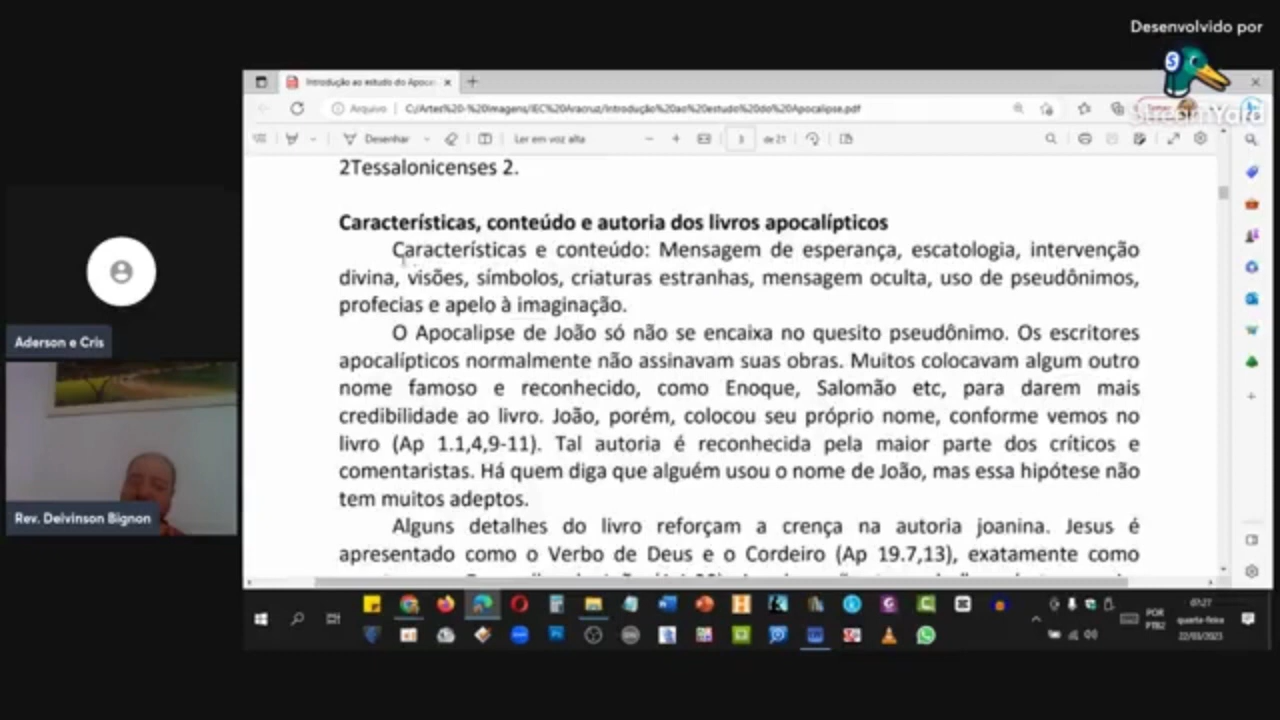 Desenvolvido por
StreamYard
Introdução ao estudo do Apoca
Arquivo
C:/Artes%20-%20Imagens/IEC%20Aracruz/Introdução%20ao%20estudo%20do%20Apocalipse.pdf
Desenhar
Ler em voz alta
3
de 21
2Tessalonicenses 2.
Características, conteúdo e autoria dos livros apocalípticos
Características e conteúdo: Mensagem de esperança, escatologia, intervenção
divina, visões, símbolos, criaturas estranhas, mensagem oculta, uso de pseudônimos,
profecias e apelo à imaginação.
O Apocalipse de João só não se encaixa no quesito pseudônimo. Os escritores
apocalípticos normalmente não assinavam suas obras. Muitos colocavam algum outro
nome famoso e reconhecido, como Enoque, Salomão etc, para darem mais
credibilidade ao livro. João, porém, colocou seu próprio nome, conforme vemos no
livro (Ap 1.1,4,9-11). Tal autoria é reconhecida pela maior parte dos críticos e
comentaristas. Há quem diga que alguém usou o nome de João, mas essa hipótese não
tem muitos adeptos.
Alguns detalhes do livro reforçam a crença na autoria joanina. Jesus é
apresentado como o Verbo de Deus e o Cordeiro (Ap 19.7,13), exatamente como
Aderson e Cris
Rev. Deivinson Bignon
POR
PTB2
07:27
quarta-feira
22/03/2023